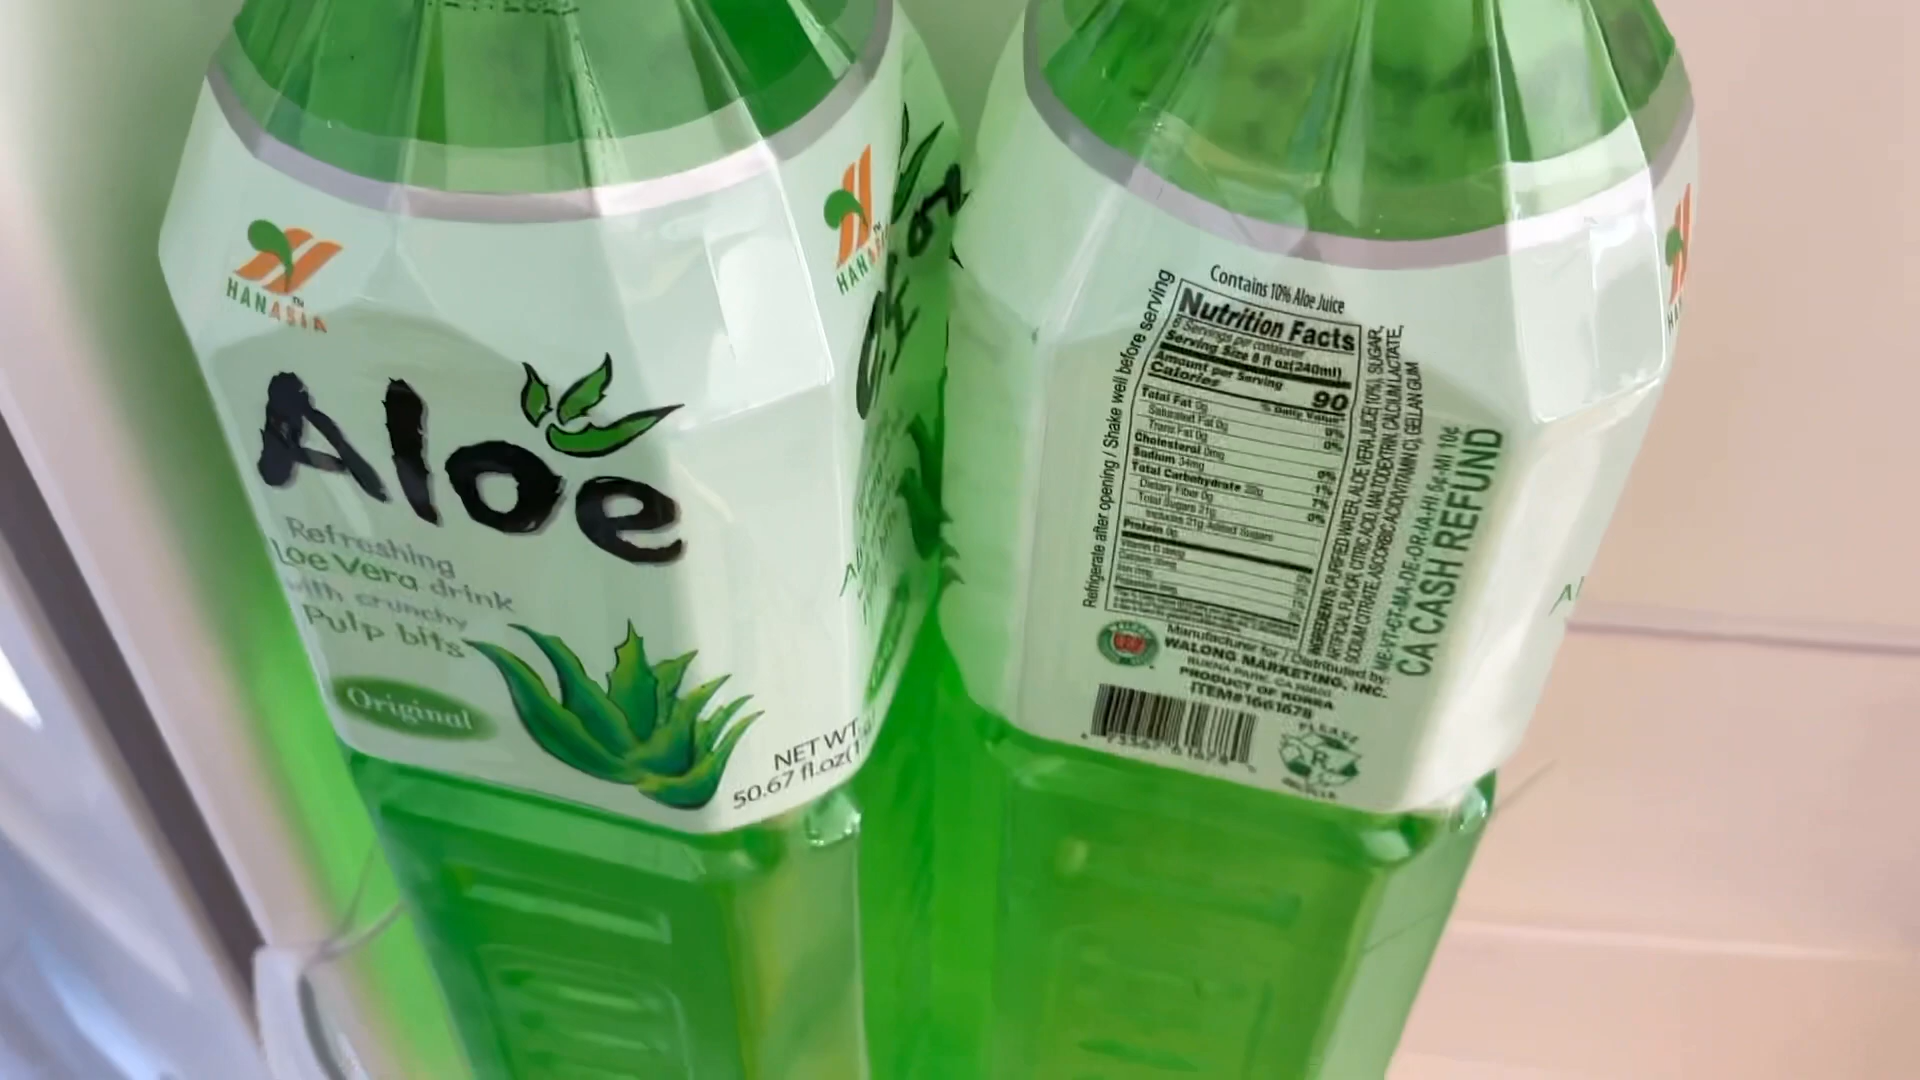 HANASIA
Aloe
Refreshing
Aloe Vera drink
with crunchy
Pulp bits
Original
NET WT.
50.67 fl.oz(1
HANASIA
Contains 10% Aloe Juice
Refrigerate after opening / Shake well before serving
Nutrition Facts
6 Servings per container
Serving Size 8 fl oz(240ml)
Amount per Serving
Calories 90
% Daily Value
Total Fat 0g 0%
Saturated Fat 0g 0%
Trans Fat 0g
Cholesterol 0mg 0%
Sodium 34mg 1%
Total Carbohydrate 22g 7%
Dietary Fiber 0g 0%
Total Sugars 21g
Includes 21g Added Sugars
Protein 0g
INGREDIENTS: PURIFIED WATER, ALOE VERA JUICE(10%), SUGAR,
ARTIFICIAL FLAVOR, CITRIC ACID, MALTODEXTRIN, CALCIUM LACTATE,
SODIUM CITRATE, ASCORBIC ACID(VITAMIN C), GELLAN GUM
ME-VT-CT-MA-DE-OR-IA-HI 5¢-MI 10¢
CA CASH REFUND
Manufacturer for / Distributed by:
WALONG MARKETING, INC.
BUENA PARK, CA
PRODUCT OF KOREA
ITEM#1661678
PLEASE
R
RECYCLE